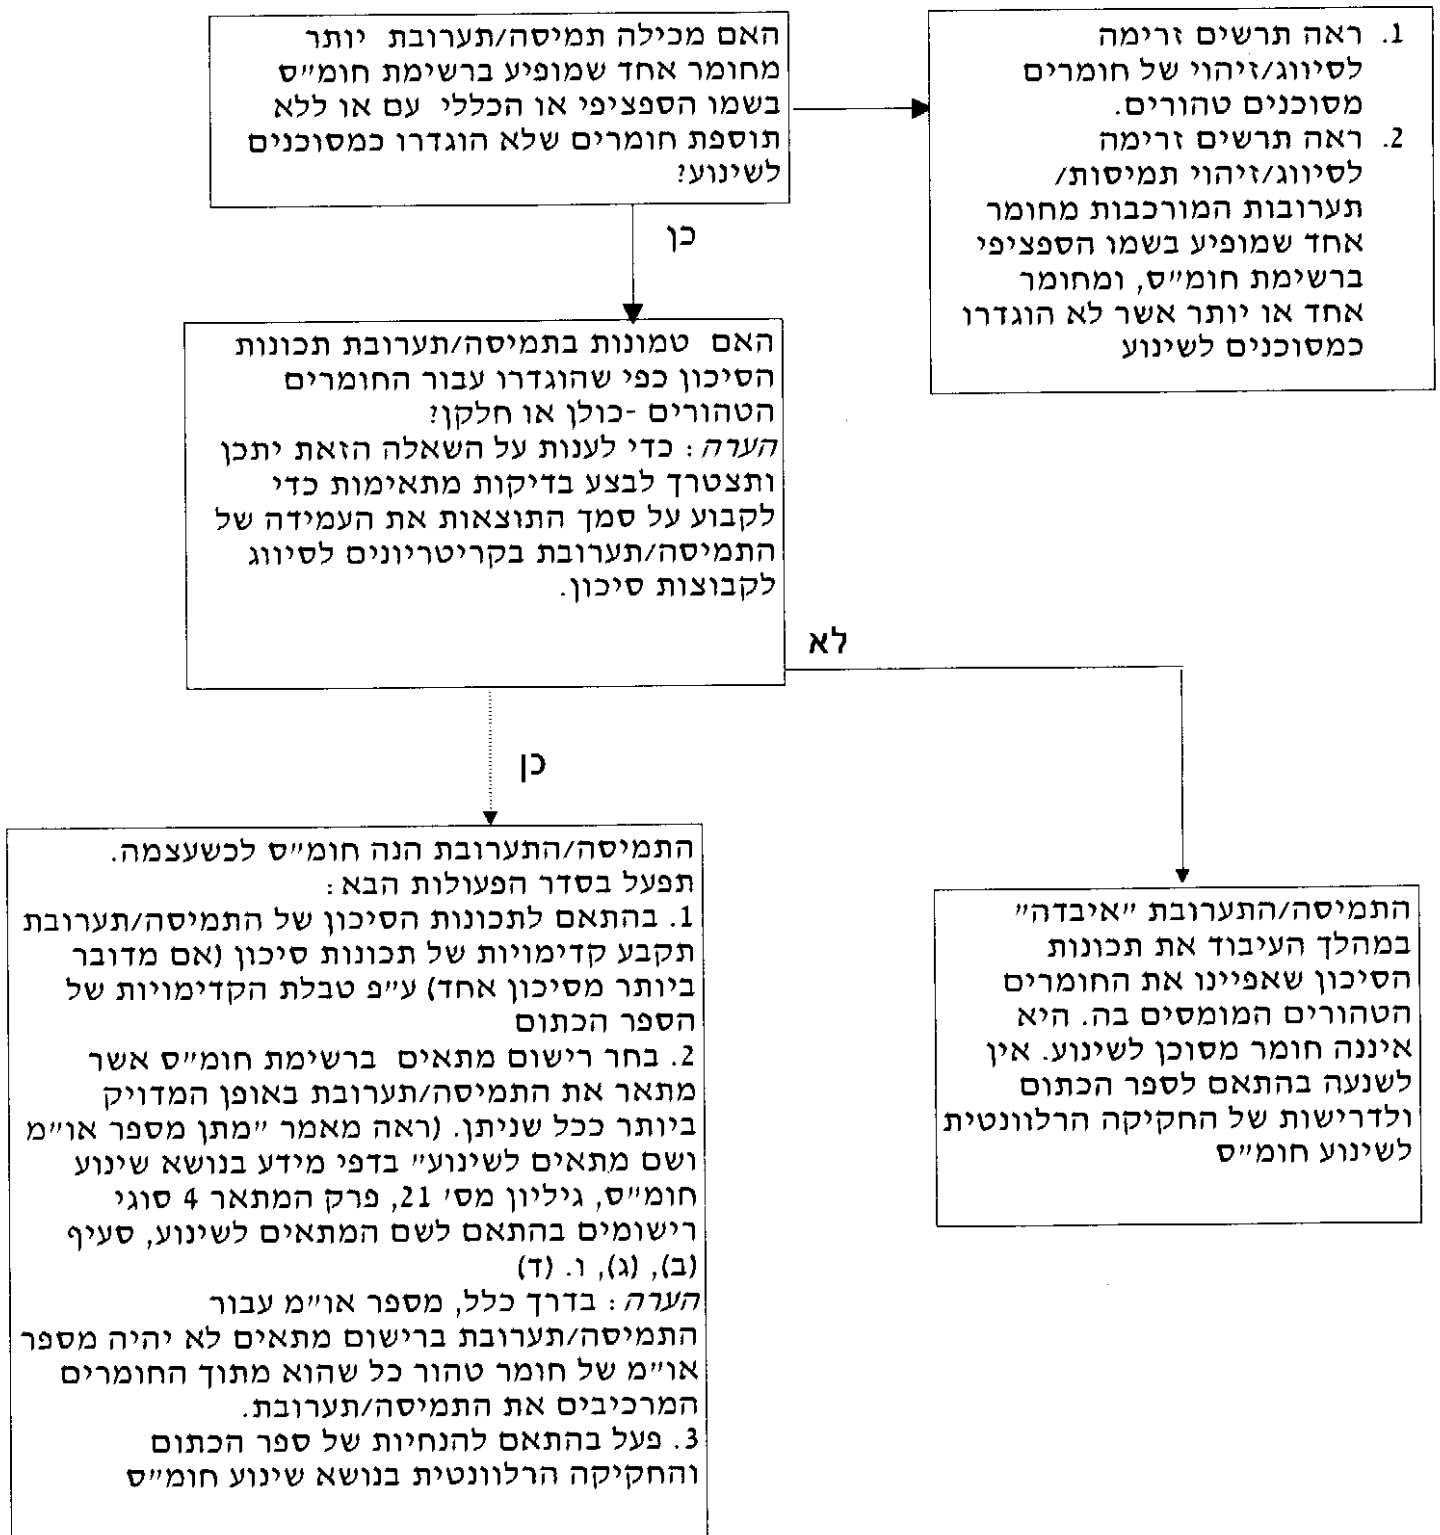 האם מכילה תמיסה/תערובת יותר
מחומר אחד שמופיע ברשימת חומ״ס
בשמו הספציפי או הכללי עם או ללא
תוספת חומרים שלא הוגדרו כמסוכנים
לשינוע?
1. ראה תרשים זרימה
לסיווג/זיהוי של חומרים
מסוכנים טהורים.
2. ראה תרשים זרימה
לסיווג/זיהוי תמיסות/
תערובות המורכבות מחומר
אחד שמופיע בשמו הספציפי
ברשימת חומ״ס, ומחומר
אחד או יותר אשר לא הוגדרו
כמסוכנים לשינוע
כן
האם טמונות בתמיסה/תערובת תכונות
הסיכון כפי שהוגדרו עבור החומרים
הטהורים -כולן או חלקן?
הערה: כדי לענות על השאלה הזאת יתכן
ותצטרך לבצע בדיקות מתאימות כדי
לקבוע על סמך התוצאות את העמידה של
התמיסה/תערובת בקריטריונים לסיווג
לקבוצות סיכון.
לא
כן
התמיסה/התערובת הנה חומ״ס לכשעצמה.
תפעל בסדר הפעולות הבא:
1. בהתאם לתכונות הסיכון של התמיסה/תערובת
תקבע קדימויות של תכונות סיכון (אם מדובר
ביותר מסיכון אחד) ע״פ טבלת הקדימויות של
הספר הכתום
2. בחר רישום מתאים ברשימת חומ״ס אשר
מתאר את התמיסה/תערובת באופן המדויק
ביותר ככל שניתן. (ראה מאמר ״מתן מספר או״מ
ושם מתאים לשינוע״ בדפי מידע בנושא שינוע
חומ״ס, גיליון מס׳ 21, פרק המתאר 4 סוגי
רישומים בהתאם לשם המתאים לשינוע, סעיף
(ב), (ג), ו. (ד)
הערה: בדרך כלל, מספר או״מ עבור
התמיסה/תערובת ברישום מתאים לא יהיה מספר
או״מ של חומר טהור כל שהוא מתוך החומרים
המרכיבים את התמיסה/תערובת.
3. פעל בהתאם להנחיות של ספר הכתום
והחקיקה הרלוונטית בנושא שינוע חומ״ס
התמיסה/התערובת ״איבדה״
במהלך העיבוד את תכונות
הסיכון שאפיינו את החומרים
הטהורים המומסים בה. היא
איננה חומר מסוכן לשינוע. אין
לשנעה בהתאם לספר הכתום
ולדרישות של החקיקה הרלוונטית
לשינוע חומ״ס